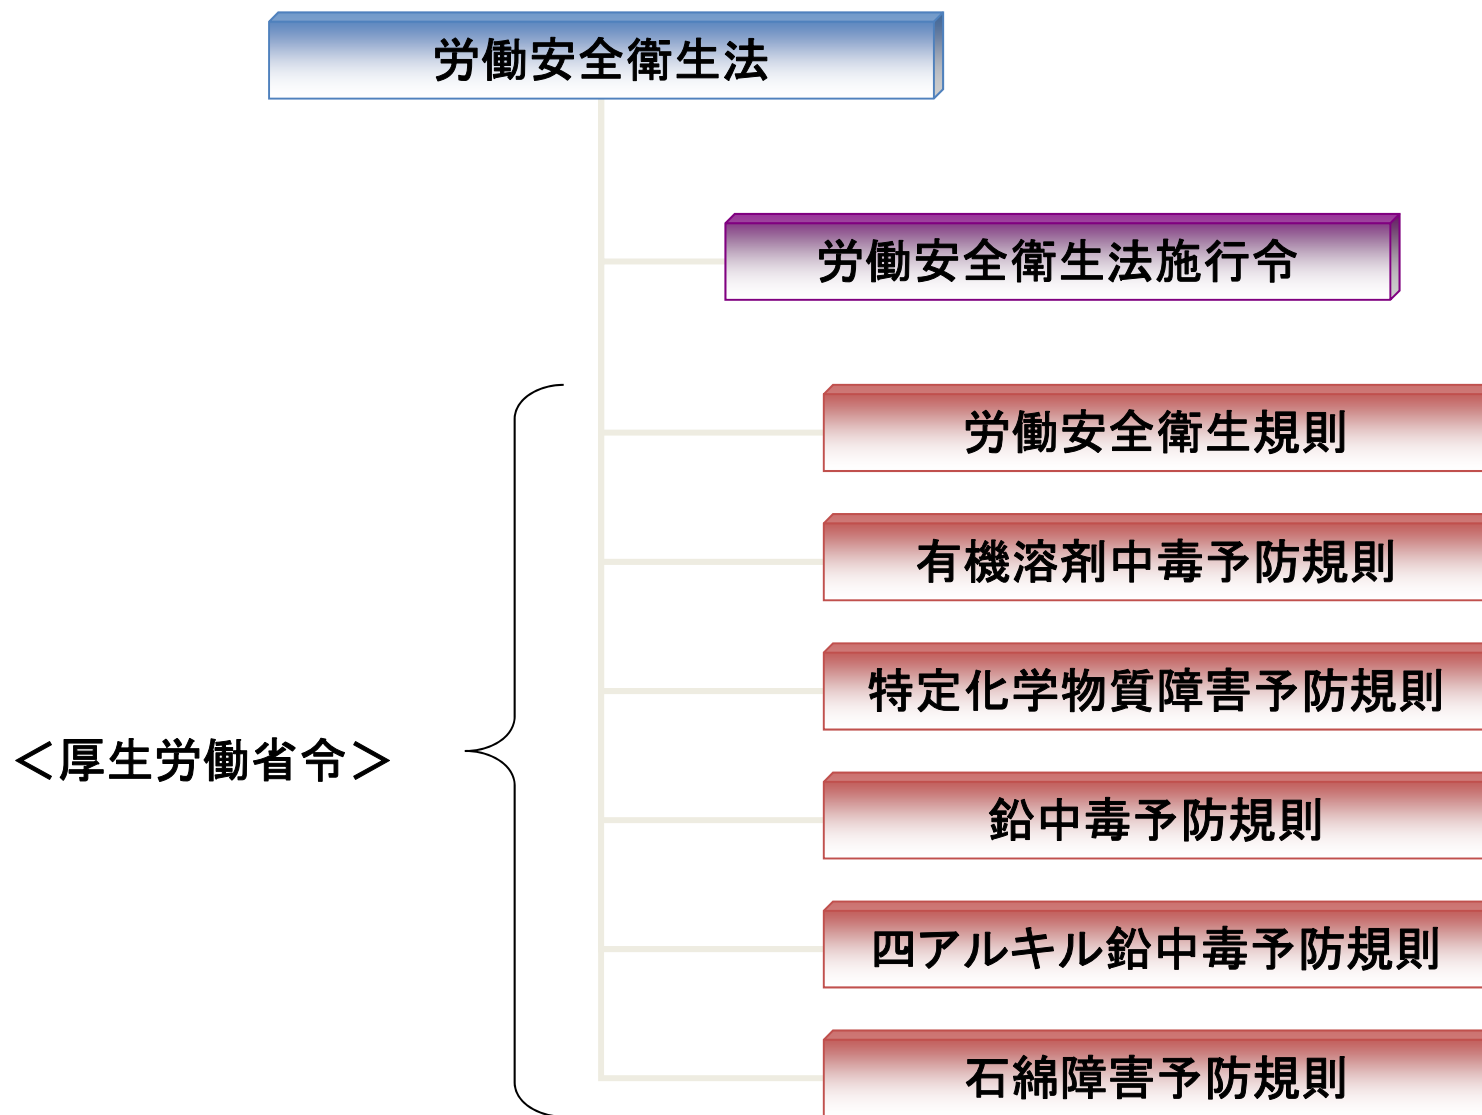 労働安全衛生法
労働安全衛生法施行令
労働安全衛生規則
有機溶剤中毒予防規則
特定化学物質障害予防規則
＜厚生労働省令＞
鉛中毒予防規則
四アルキル鉛中毒予防規則
石綿障害予防規則